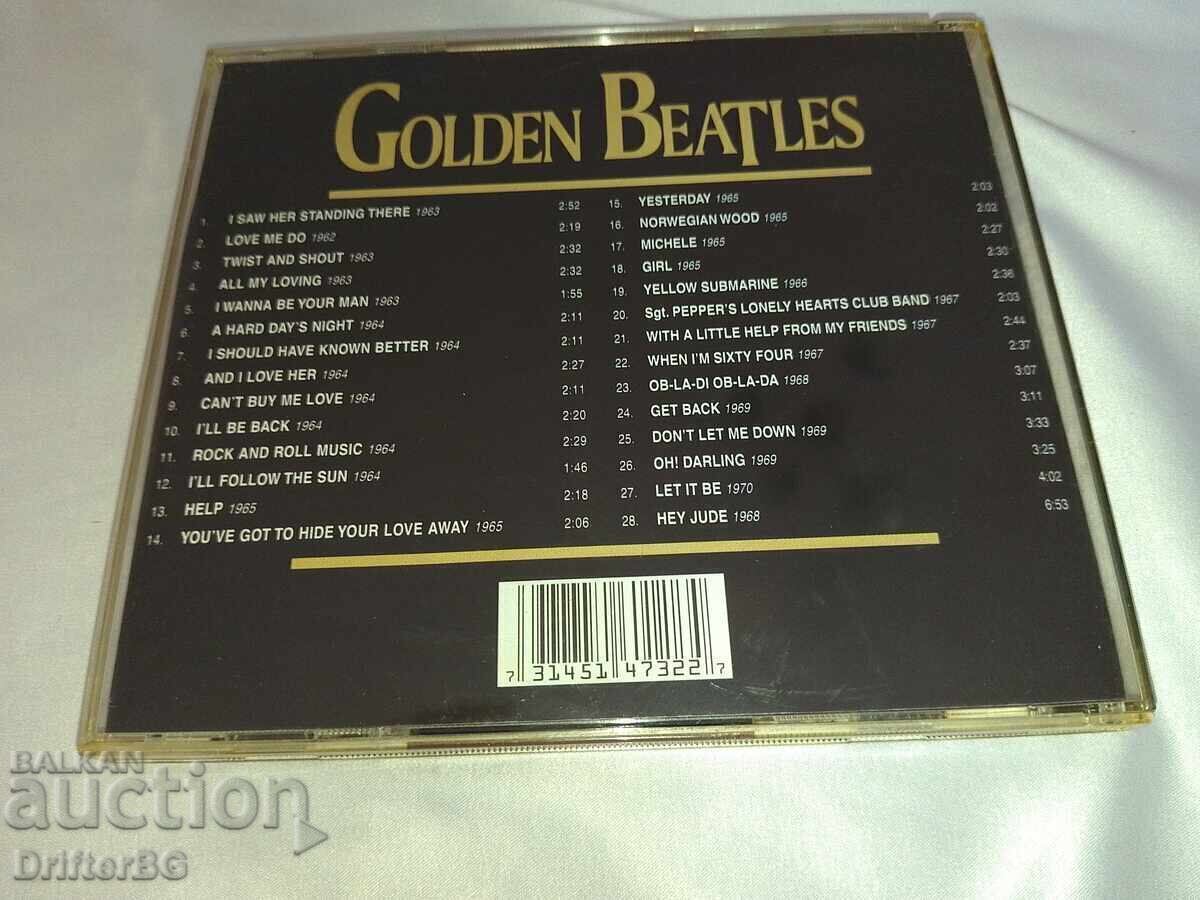 GOLDEN BEATLES
1. I SAW HER STANDING THERE 1963 2:52
2. LOVE ME DO 1962 2:19
3. TWIST AND SHOUT 1963 2:32
4. ALL MY LOVING 1963 2:32
5. I WANNA BE YOUR MAN 1963 1:55
6. A HARD DAY'S NIGHT 1964 2:11
7. I SHOULD HAVE KNOWN BETTER 1964 2:11
8. AND I LOVE HER 1964 2:27
9. CAN'T BUY ME LOVE 1964 2:11
10. I'LL BE BACK 1964 2:20
11. ROCK AND ROLL MUSIC 1964 2:29
12. I'LL FOLLOW THE SUN 1964 1:46
13. HELP 1965 2:18
14. YOU'VE GOT TO HIDE YOUR LOVE AWAY 1965 2:06
15. YESTERDAY 1965 2:03
16. NORWEGIAN WOOD 1965 2:02
17. MICHELE 1965 2:27
18. GIRL 1965 2:30
19. YELLOW SUBMARINE 1966 2:36
20. Sgt. PEPPER'S LONELY HEARTS CLUB BAND 1967 2:03
21. WITH A LITTLE HELP FROM MY FRIENDS 1967 2:44
22. WHEN I'M SIXTY FOUR 1967 2:37
23. OB-LA-DI OB-LA-DA 1968 3:07
24. GET BACK 1969 3:11
25. DON'T LET ME DOWN 1969 3:33
26. OH! DARLING 1969 3:25
27. LET IT BE 1970 4:02
28. HEY JUDE 1968 6:53
7 31451 47322 7
BALKAN
auction
DrifterBG